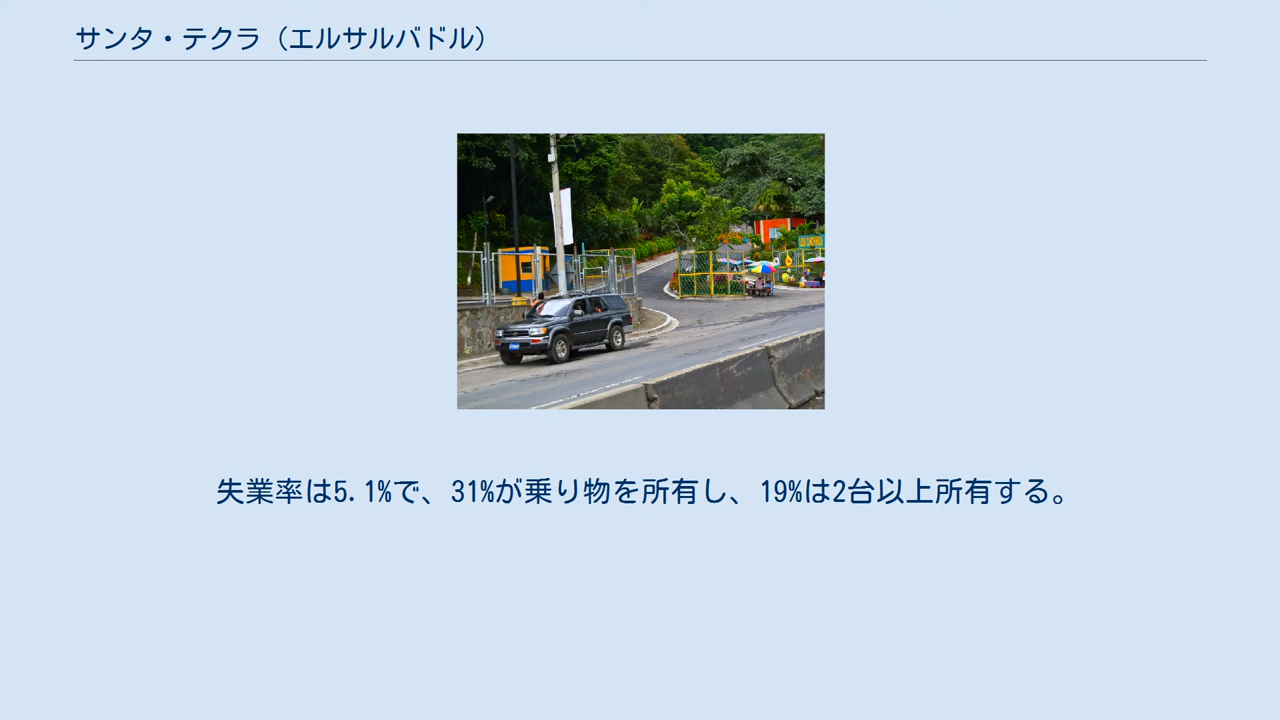 サンタ・テクラ（エルサルバドル）
失業率は5.1%で、31%が乗り物を所有し、19%は2台以上所有する。